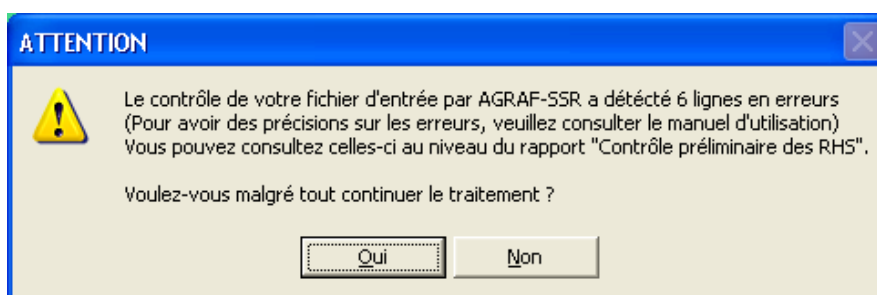 ATTENTION
Le contrôle de votre fichier d'entrée par AGRAF-SSR a détécté 6 lignes en erreurs
(Pour avoir des précisions sur les erreurs, veuillez consulter le manuel d'utilisation)
Vous pouvez consultez celles-ci au niveau du rapport "Contrôle préliminaire des RHS".
Voulez-vous malgré tout continuer le traitement ?
Oui Non